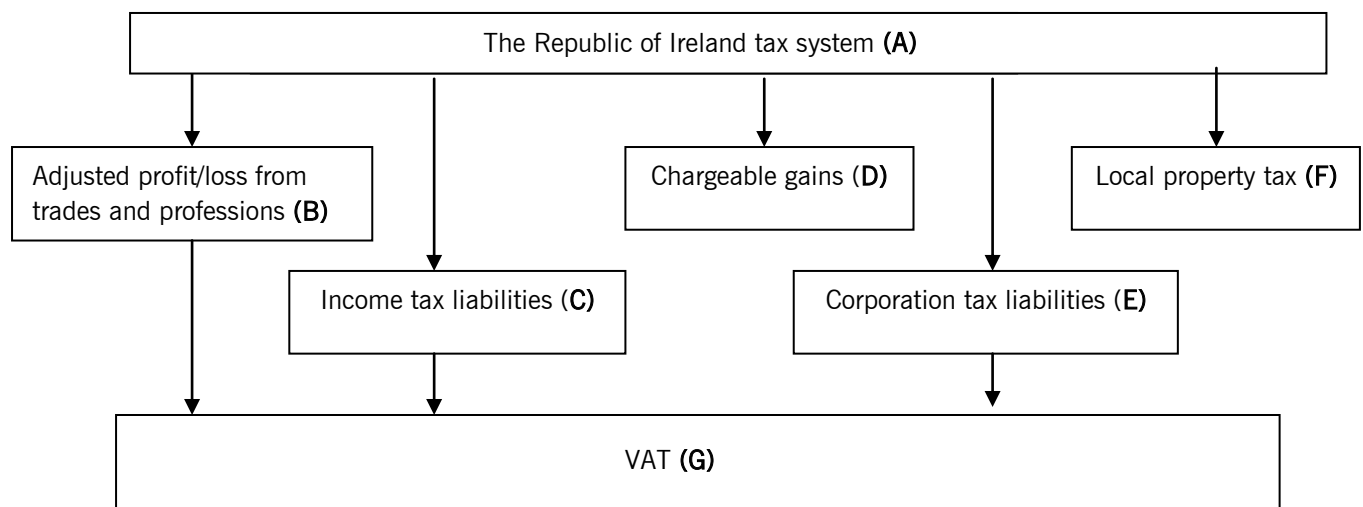 The Republic of Ireland tax system (A)
Adjusted profit/loss from
trades and professions (B)
Chargeable gains (D)
Local property tax (F)
Income tax liabilities (C)
Corporation tax liabilities (E)
VAT (G)